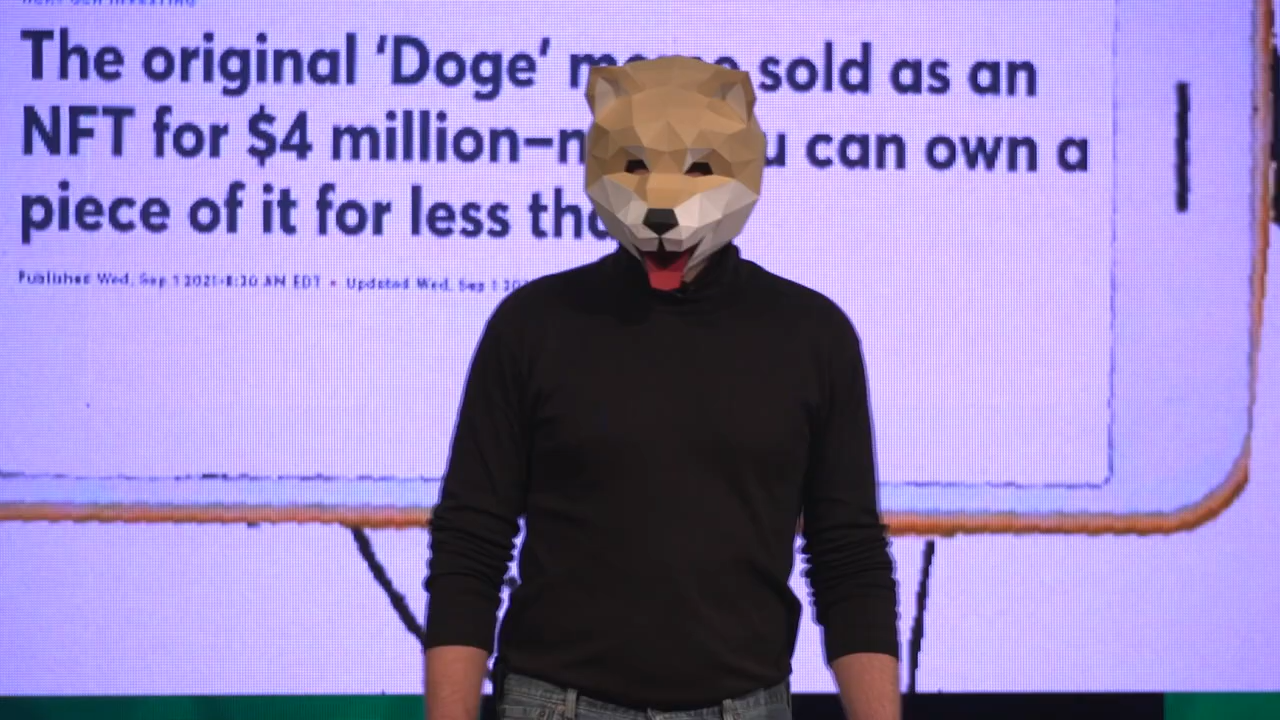 The original ‘Doge’ sold as an
NFT for $4 million– can own a
piece of it for less
Published Wed, Sep 1 2021 8:30 AM EDT • Updated Wed, Sep 1